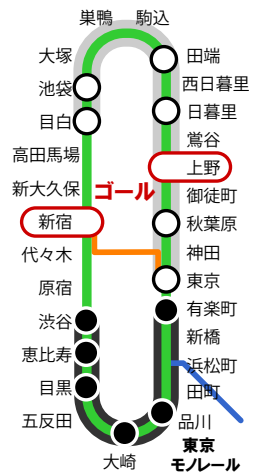 巣鴨 駒込
大塚
池袋
目白
高田馬場
新大久保
新宿
代々木
原宿
渋谷
恵比寿
目黒
五反田
大崎
ゴール
田端
西日暮里
日暮里
鶯谷
上野
御徒町
秋葉原
神田
東京
有楽町
新橋
浜松町
田町
品川
東京
モノレール